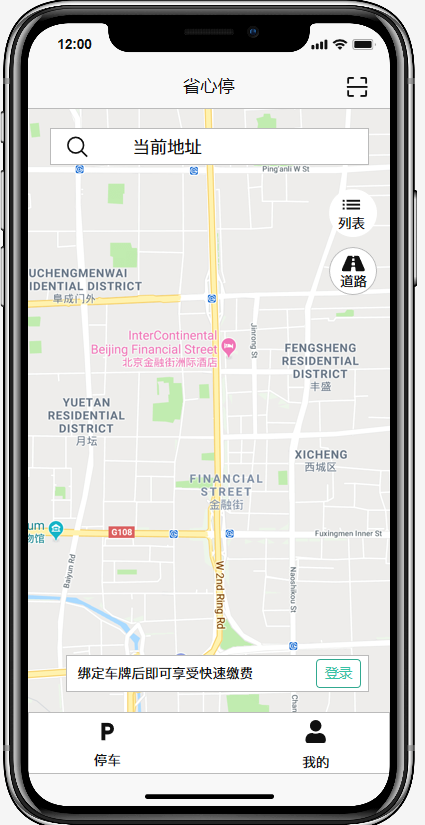 12:00
省心停
当前地址
Ping'anli W St
列表
道路
UCHENGMENWAI
IDENTIAL DISTRICT
阜成门外
InterContinental
Beijing Financial Street
北京金融街洲际酒店
Jinrong St
FENGSHENG
RESIDENTIAL
DISTRICT
丰盛
YUETAN
RESIDENTIAL
DISTRICT
月坛
XICHENG
西城区
FINANCIAL
STREET
金融街
um
物馆
G108
Fuxingmen Inner St
Baiyun Rd
W 2nd Ring Rd
Naoshikou St
绑定车牌后即可享受快速缴费
登录
Chan
P
停车
我的